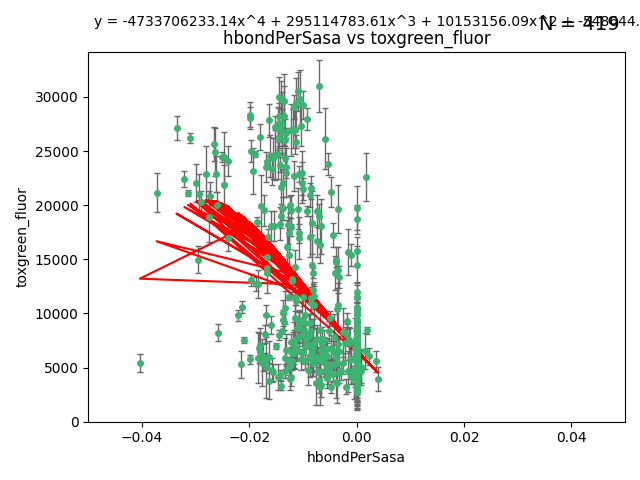 y = -4733706233.14x^4 + 295114783.61x^3 + 10153156.09x^2 +
N = 419
hbondPerSasa vs toxgreen_fluor
30000
25000
20000
15000
10000
5000
0
toxgreen_fluor
-0.04 -0.02 0.00 0.02 0.04
hbondPerSasa